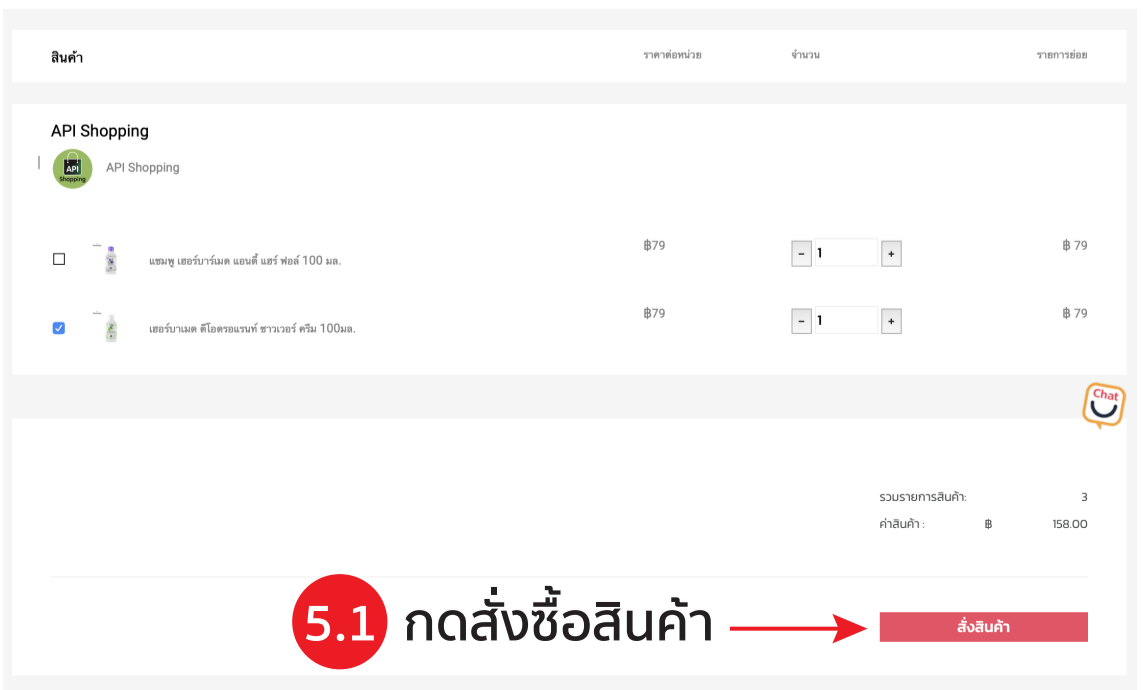 สินค้า ราคาต่อหน่วย จำนวน รายการย่อย
API Shopping
API Shopping API Shopping
แชมพู เฮอร์บาร์เมด แอนตี้ แฮร์ ฟอล์ 100 มล. ฿79 - 1 + ฿ 79
เฮอร์บาเมด ดีโอดรอแรนท์ ชาวเวอร์ ครีม 100มล. ฿79 - 1 + ฿ 79
Chat
รวมรายการสินค้า: 3
ค่าสินค้า : ฿ 158.00
5.1 กดสั่งซื้อสินค้า สั่งสินค้า